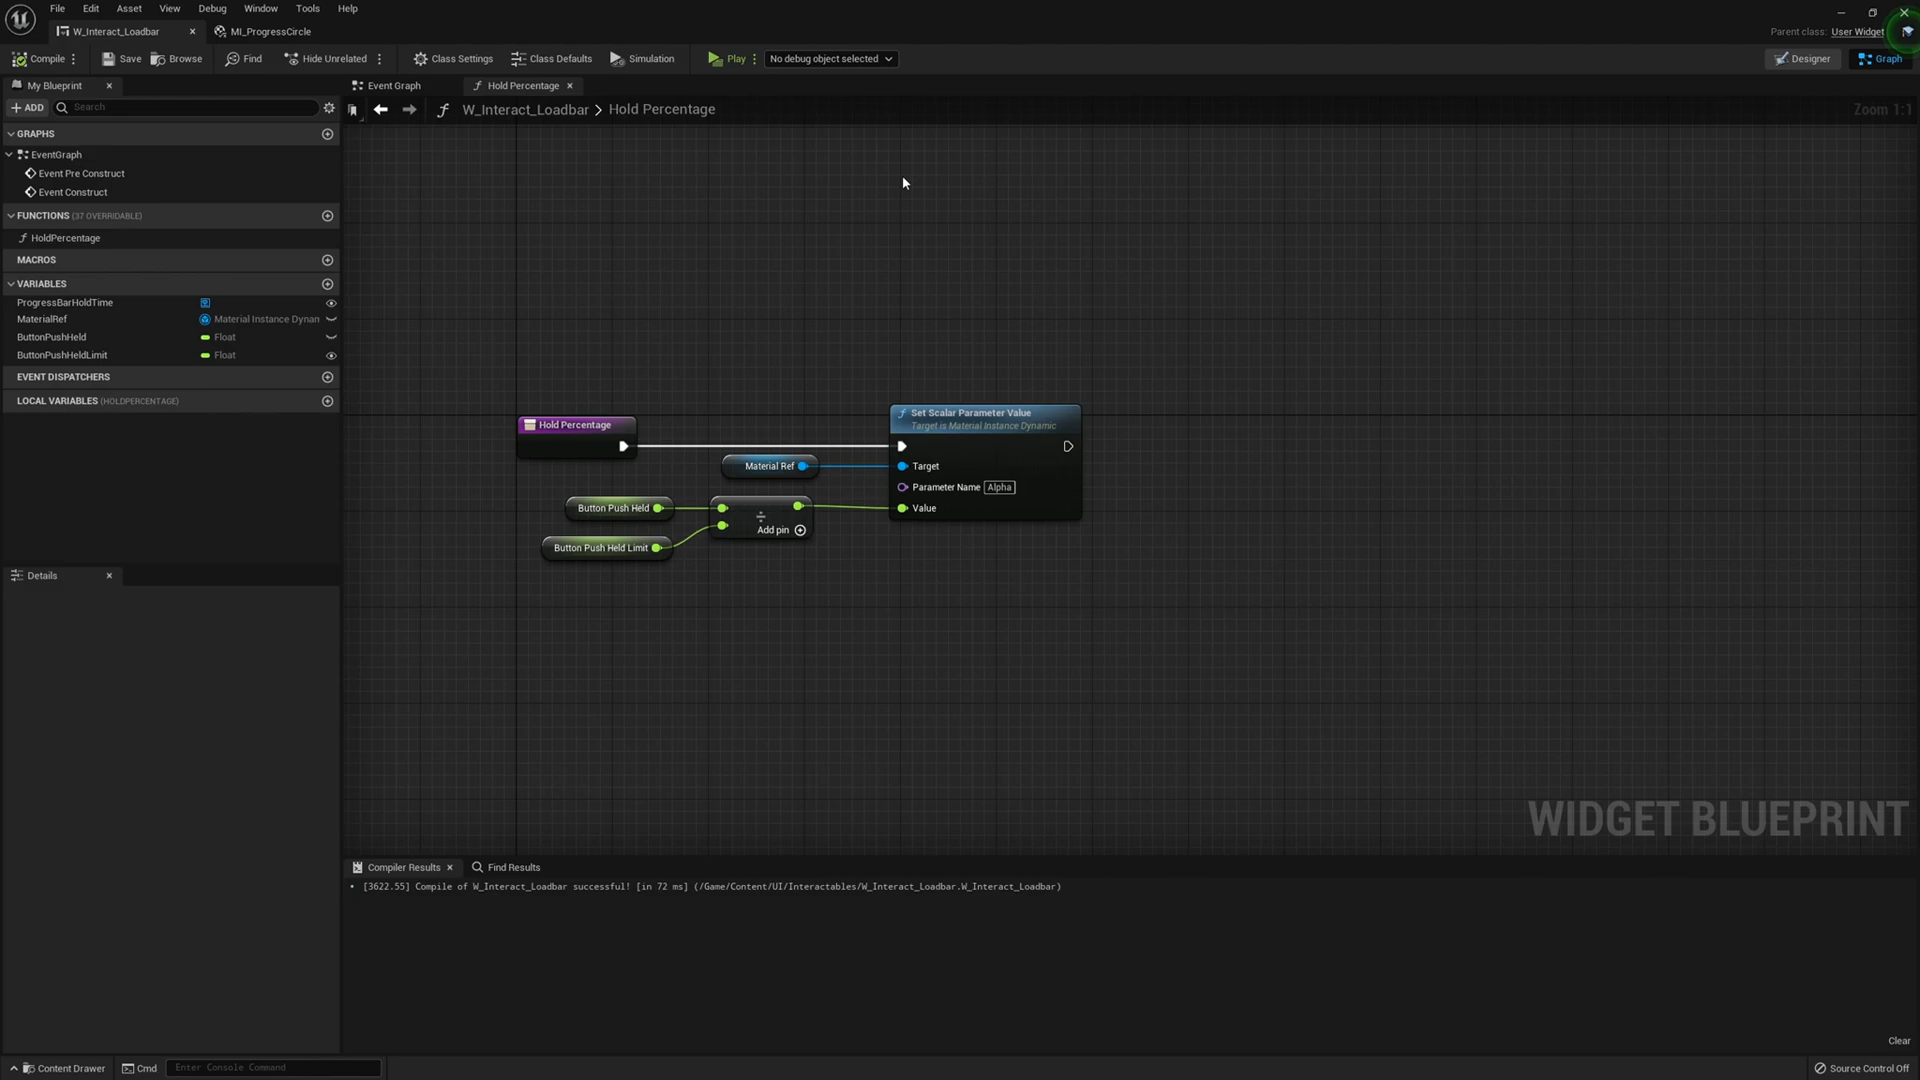 File Edit Asset View Debug Window Tools Help
W_Interact_Loadbar MI_ProgressCircle
Parent class: User Widget
Compile Save Browse Find Hide Unrelated Class Settings Class Defaults Simulation Play No debug object selected Designer Graph
My Blueprint Event Graph Hold Percentage
ADD Search
W_Interact_Loadbar > Hold Percentage Zoom 1:1
GRAPHS
EventGraph
Event Pre Construct
Event Construct
FUNCTIONS (37 OVERRIDABLE)
HoldPercentage
MACROS
VARIABLES
ProgressBarHoldTime
MaterialRef Material Instance Dynan
ButtonPushHeld Float
ButtonPushHeldLimit Float
EVENT DISPATCHERS
LOCAL VARIABLES (HOLDPERCENTAGE)
Hold Percentage
Set Scalar Parameter Value
Target is Material Instance Dynamic
Material Ref
Target
Parameter Name Alpha
Button Push Held
Value
÷
Add pin
Button Push Held Limit
Details
WIDGET BLUEPRINT
Compiler Results Find Results
• [3622.55] Compile of W_Interact_Loadbar successful! [in 72 ms] (/Game/Content/UI/Interactables/W_Interact_Loadbar.W_Interact_Loadbar)
Clear
Content Drawer Cmd Enter Console Command Source Control Off